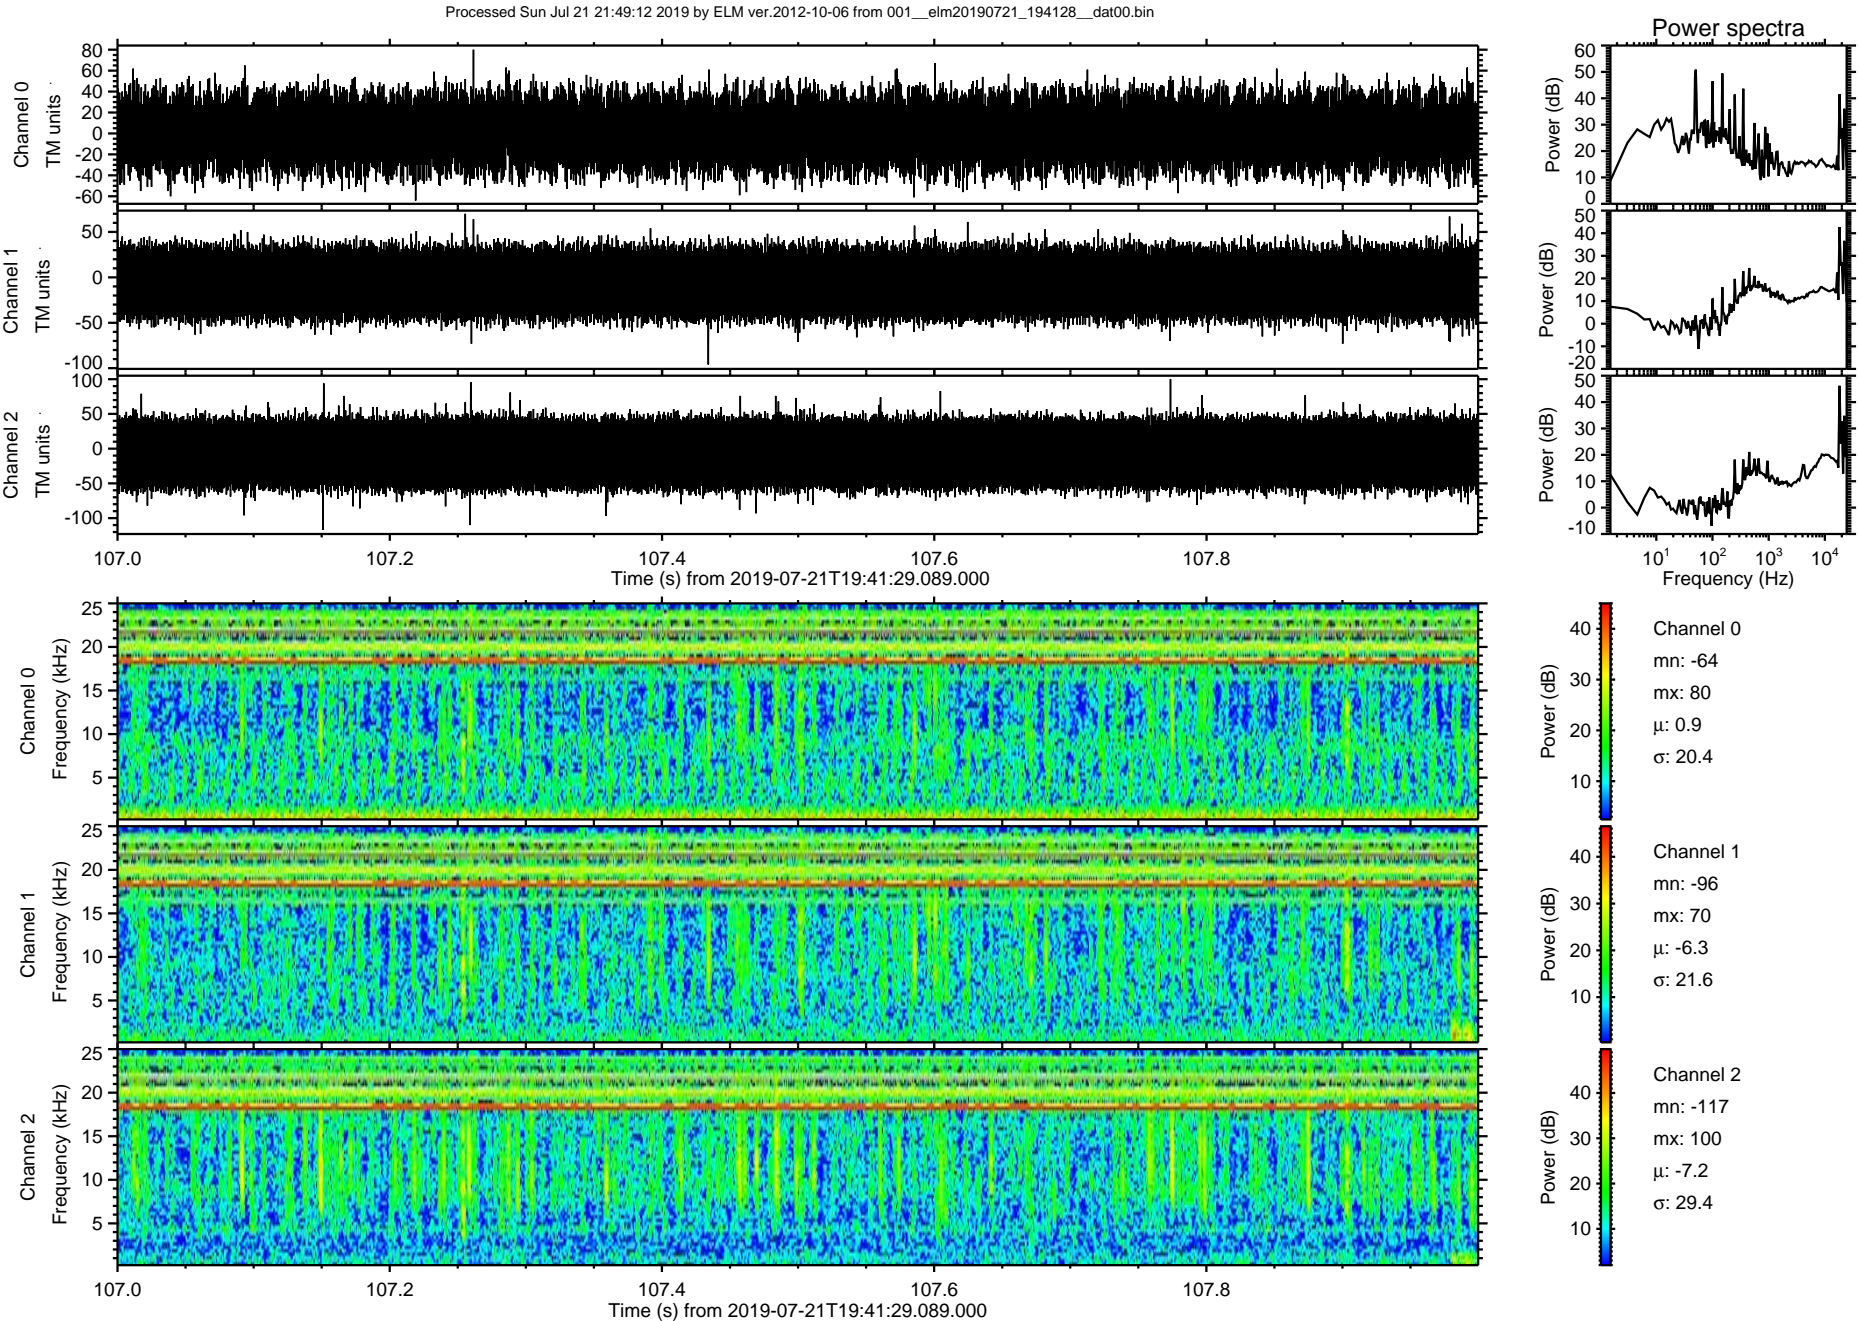 Processed Sun Jul 21 21:49:12 2019 by ELM ver.2012-10-06 from 001__elm20190721_194128__dat00.bin
Power spectra
Channel 0
TM units
80
60
40
20
0
-20
-40
-60
Power (dB)
60
50
40
30
20
10
0
Channel 1
TM units
50
0
-50
-100
Power (dB)
50
40
30
20
10
0
-10
-20
Channel 2
TM units
100
50
0
-50
-100
Power (dB)
50
40
30
20
10
0
-10
107.0 107.2 107.4 107.6 107.8
Time (s) from 2019-07-21T19:41:29.089.000
10^1 10^2 10^3 10^4
Frequency (Hz)
Channel 0
Frequency (kHz)
25
20
15
10
5
Power (dB)
40
30
20
10
Channel 0
mn: -64
mx: 80
μ: 0.9
σ: 20.4
Channel 1
Frequency (kHz)
25
20
15
10
5
Power (dB)
40
30
20
10
Channel 1
mn: -96
mx: 70
μ: -6.3
σ: 21.6
Channel 2
Frequency (kHz)
25
20
15
10
5
Power (dB)
40
30
20
10
Channel 2
mn: -117
mx: 100
μ: -7.2
σ: 29.4
107.0 107.2 107.4 107.6 107.8
Time (s) from 2019-07-21T19:41:29.089.000